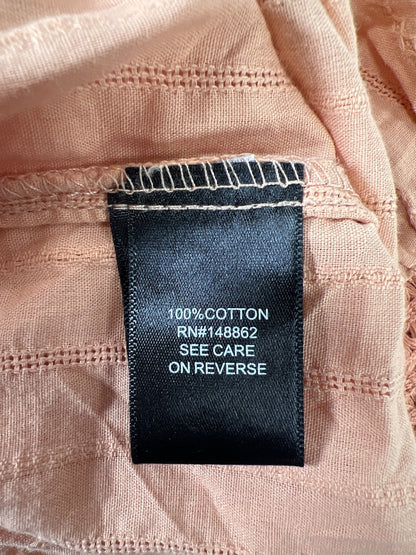 100%COTTON
RN#148862
SEE CARE
ON REVERSE